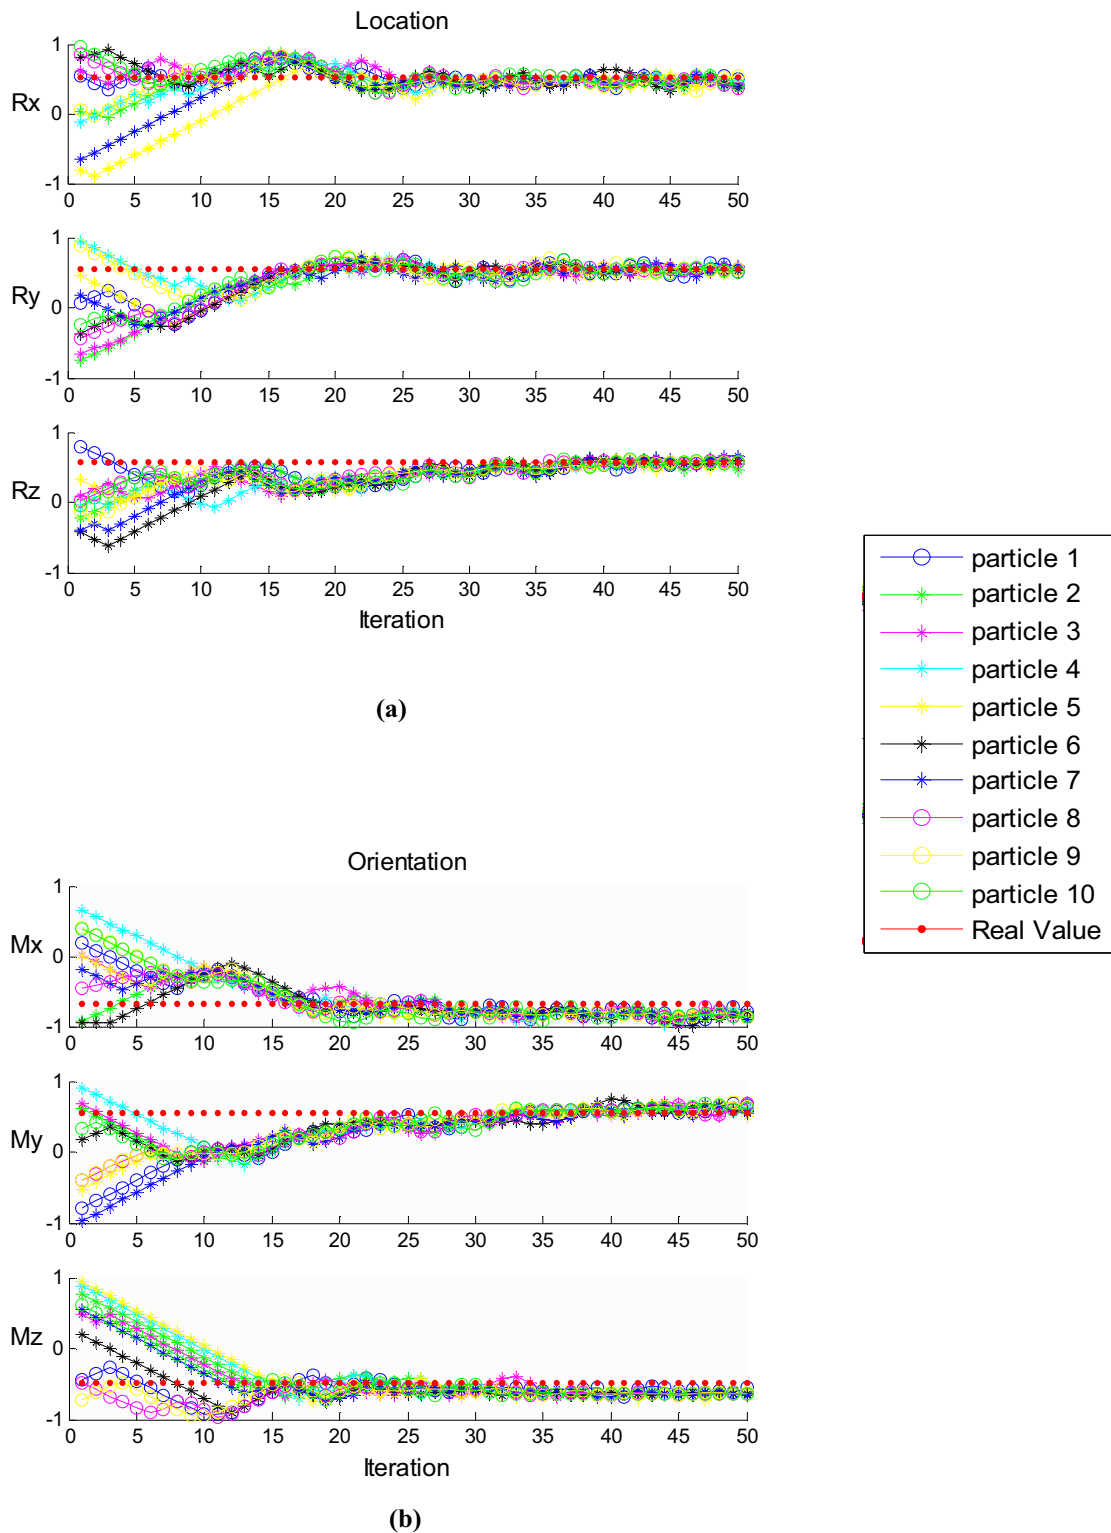 Location
1
Rx
0
-1
0 5 10 15 20 25 30 35 40 45 50
1
Ry
0
-1
0 5 10 15 20 25 30 35 40 45 50
1
Rz
0
-1
0 5 10 15 20 25 30 35 40 45 50
Iteration
(a)
particle 1
particle 2
particle 3
particle 4
particle 5
particle 6
particle 7
particle 8
particle 9
particle 10
Real Value
Orientation
1
Mx
0
-1
0 5 10 15 20 25 30 35 40 45 50
1
My
0
-1
0 5 10 15 20 25 30 35 40 45 50
1
Mz
0
-1
0 5 10 15 20 25 30 35 40 45 50
Iteration
(b)